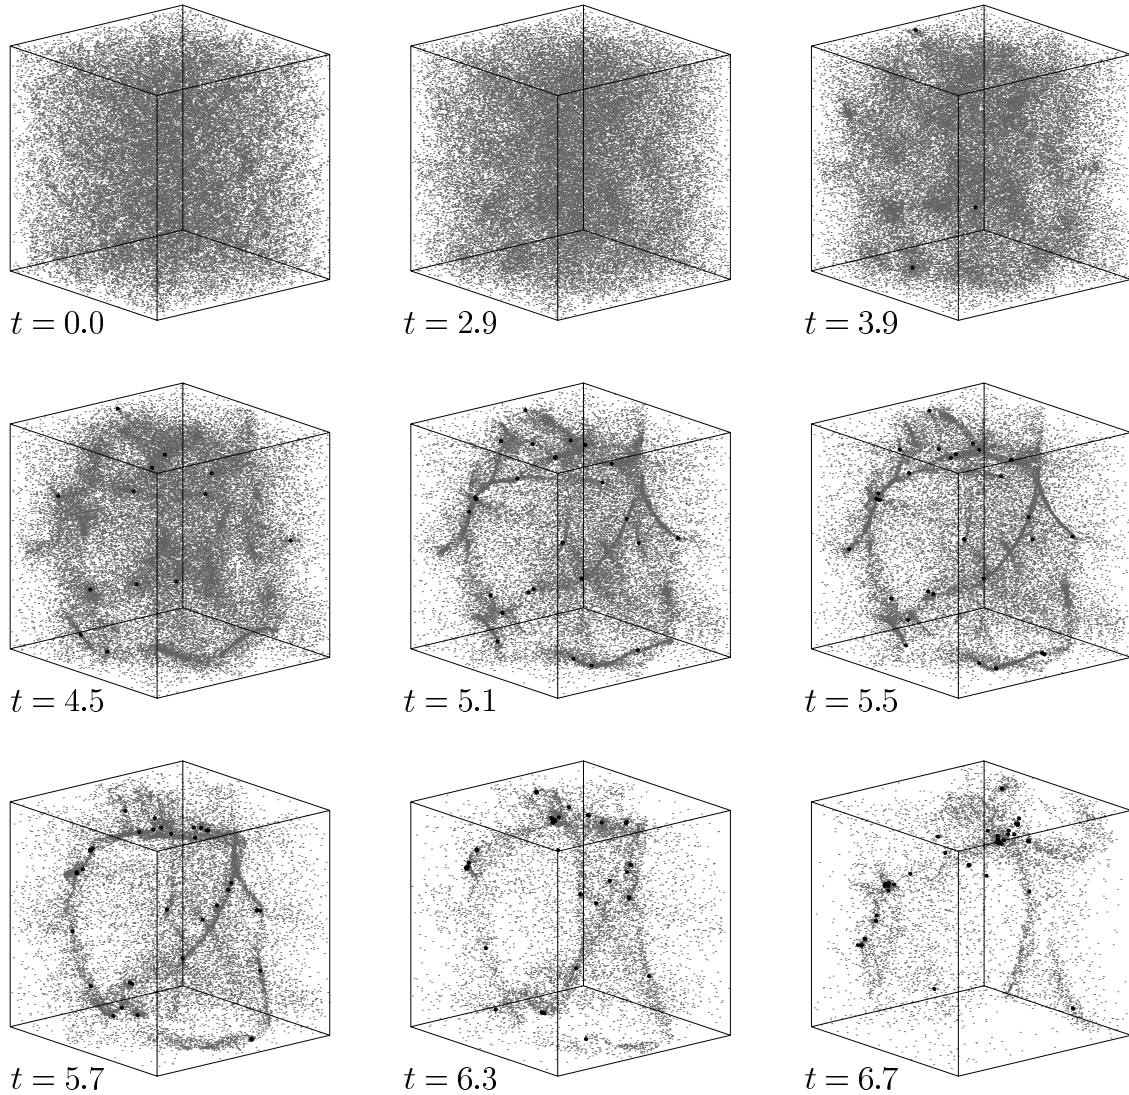 t = 0.0
t = 2.9
t = 3.9
t = 4.5
t = 5.1
t = 5.5
t = 5.7
t = 6.3
t = 6.7